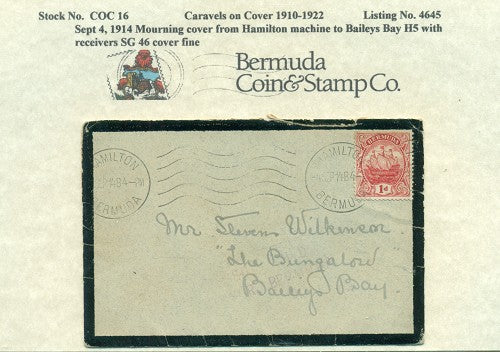 Stock No. COC 16 Caravels on Cover 1910-1922 Listing No. 4645
Sept 4, 1914 Mourning cover from Hamilton machine to Baileys Bay H5 with
receivers SG 46 cover fine
Bermuda
Coin & Stamp Co.
HAMILTON
BERMUDA
HAMILTON
BERMUDA
BERMUDA
1d
Mr Steven Wilkinson
"The Bungalow"
Baileys Bay.